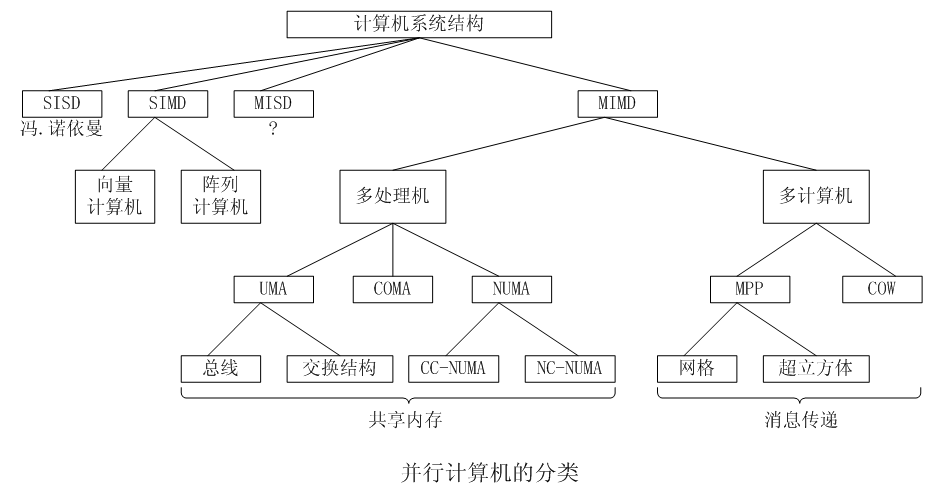 计算机系统结构
SISD
SIMD
MISD
MIMD
冯.诺依曼
?
向量
计算机
阵列
计算机
多处理机
多计算机
UMA
COMA
NUMA
MPP
COW
总线
交换结构
CC-NUMA
NC-NUMA
网格
超立方体
共享内存
消息传递
并行计算机的分类